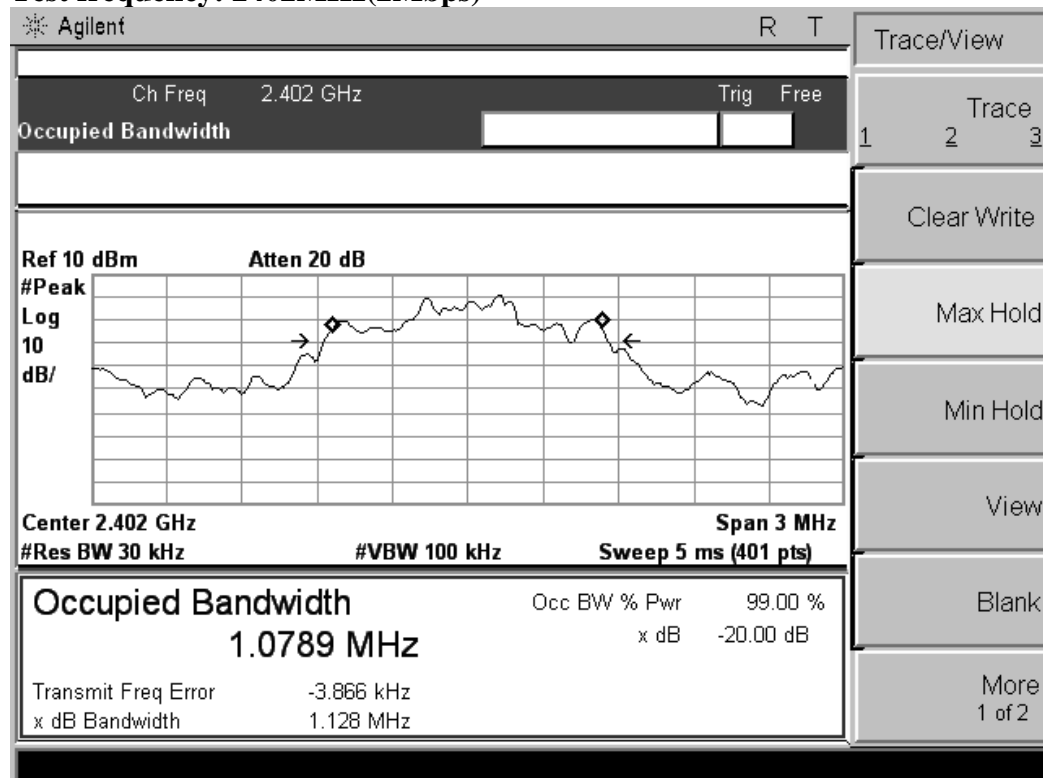 Test frequency: 2402MHz(2Mbps)
Agilent R T
Trace/View
Ch Freq 2.402 GHz Trig Free
Occupied Bandwidth
Trace
1 2 3
Clear Write
Ref 10 dBm Atten 20 dB
#Peak
Log
10
dB/
Max Hold
Min Hold
View
Center 2.402 GHz Span 3 MHz
#Res BW 30 kHz #VBW 100 kHz Sweep 5 ms (401 pts)
Occupied Bandwidth
1.0789 MHz
Occ BW % Pwr 99.00 %
x dB -20.00 dB
Transmit Freq Error -3.866 kHz
x dB Bandwidth 1.128 MHz
Blank
More
1 of 2